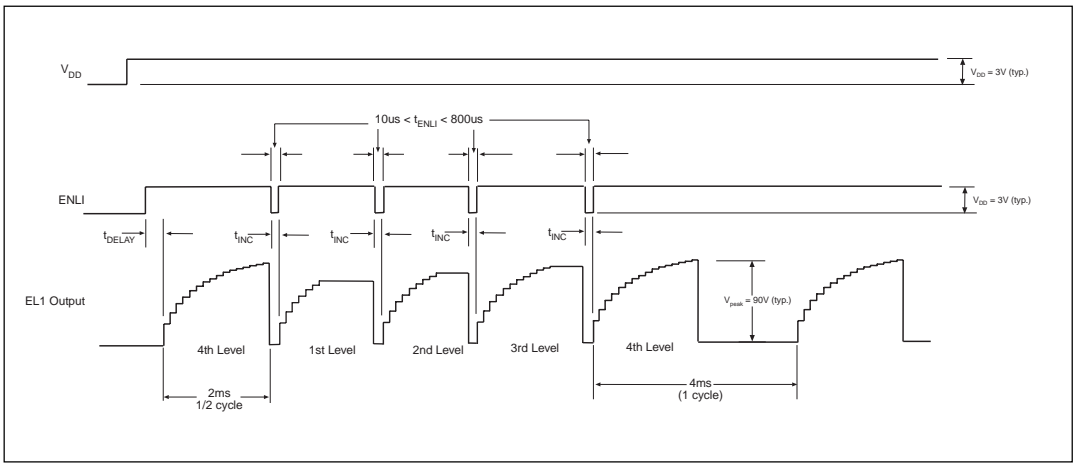 V_DD
V_DD = 3V (typ.)
10us < t_ENLI < 800us
ENLI
V_DD = 3V (typ.)
t_DELAY
t_INC
t_INC
t_INC
t_INC
EL1 Output
V_peak = 90V (typ.)
4th Level
1st Level
2nd Level
3rd Level
4th Level
2ms
1/2 cycle
4ms
(1 cycle)